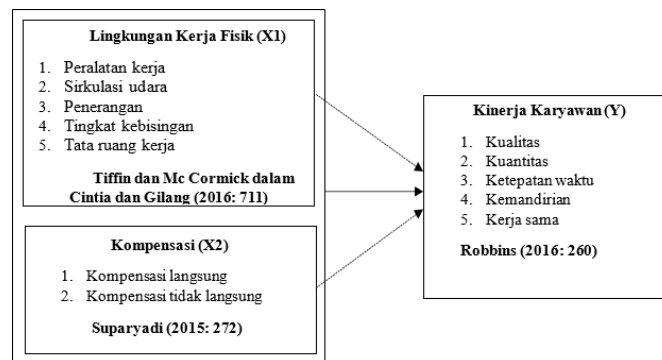 Lingkungan Kerja Fisik (X1)
1. Peralatan kerja
2. Sirkulasi udara
3. Penerangan
4. Tingkat kebisingan
5. Tata ruang kerja
Tiffin dan Mc Cormick dalam
Cintia dan Gilang (2016: 711)
Kompensasi (X2)
1. Kompensasi langsung
2. Kompensasi tidak langsung
Suparyadi (2015: 272)
Kinerja Karyawan (Y)
1. Kualitas
2. Kuantitas
3. Ketepatan waktu
4. Kemandirian
5. Kerja sama
Robbins (2016: 260)